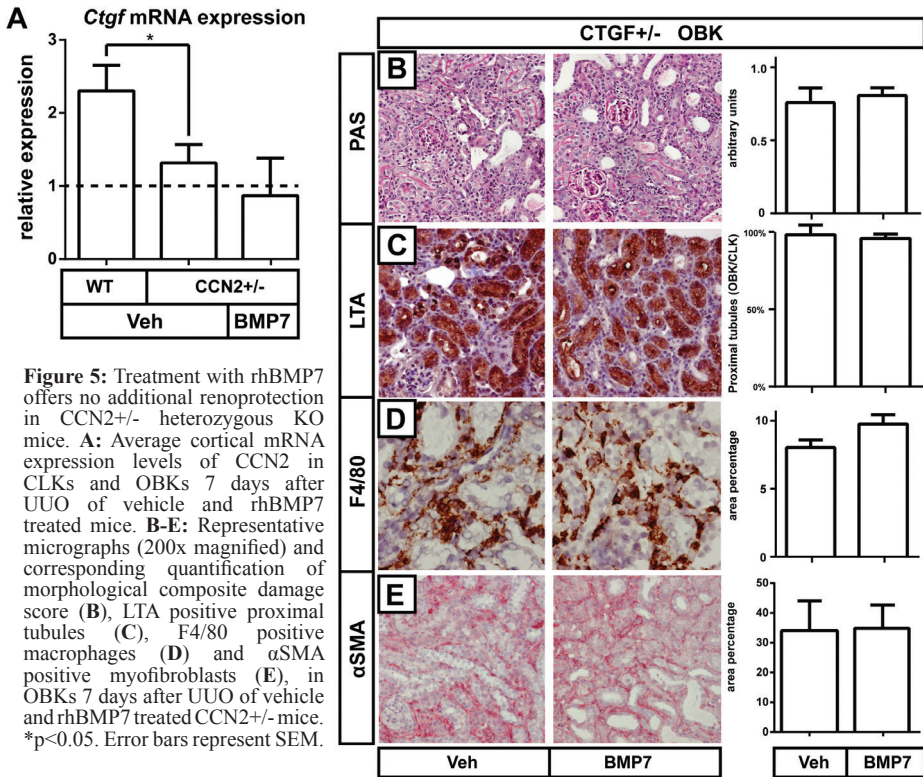 A
Ctgf mRNA expression
*
relative expression
3
2
1
0
WT
CCN2+/-
Veh
BMP7
Figure 5: Treatment with rhBMP7
offers no additional renoprotection
in CCN2+/- heterozygous KO
mice. A: Average cortical mRNA
expression levels of CCN2 in
CLKs and OBKs 7 days after
UUO of vehicle and rhBMP7
treated mice. B-E: Representative
micrographs (200x magnified) and
corresponding quantification of
morphological composite damage
score (B), LTA positive proximal
tubules (C), F4/80 positive
macrophages (D) and αSMA
positive myofibroblasts (E), in
OBKs 7 days after UUO of vehicle
and rhBMP7 treated CCN2+/- mice.
*p<0.05. Error bars represent SEM.
CTGF+/- OBK
PAS
B
arbitrary units
1.0
0.5
0
LTA
C
Proximal tubules (OBK/CLK)
100%
50%
0%
F4/80
D
area percentage
10
5
0
αSMA
E
area percentage
50
40
30
20
10
0
Veh
BMP7
Veh
BMP7